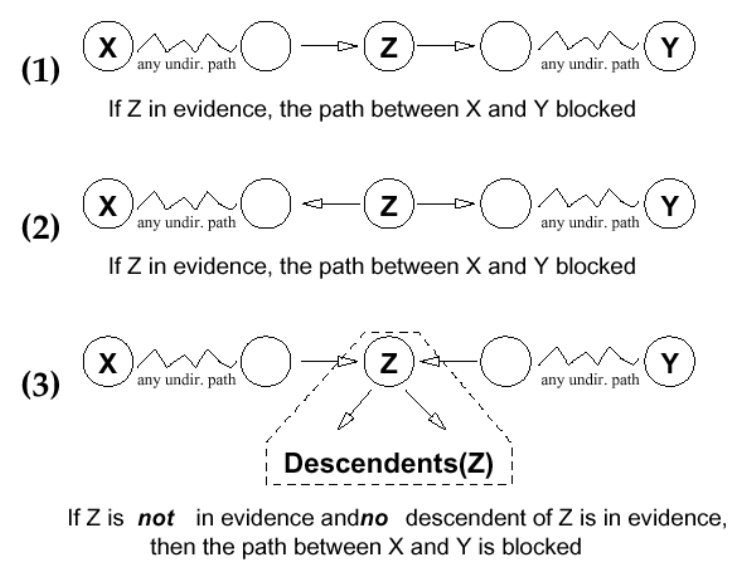 (1) X any undir. path Z any undir. path Y
If Z in evidence, the path between X and Y blocked
(2) X any undir. path Z any undir. path Y
If Z in evidence, the path between X and Y blocked
(3) X any undir. path Z any undir. path Y
Descendents(Z)
If Z is not in evidence andno descendent of Z is in evidence,
then the path between X and Y is blocked